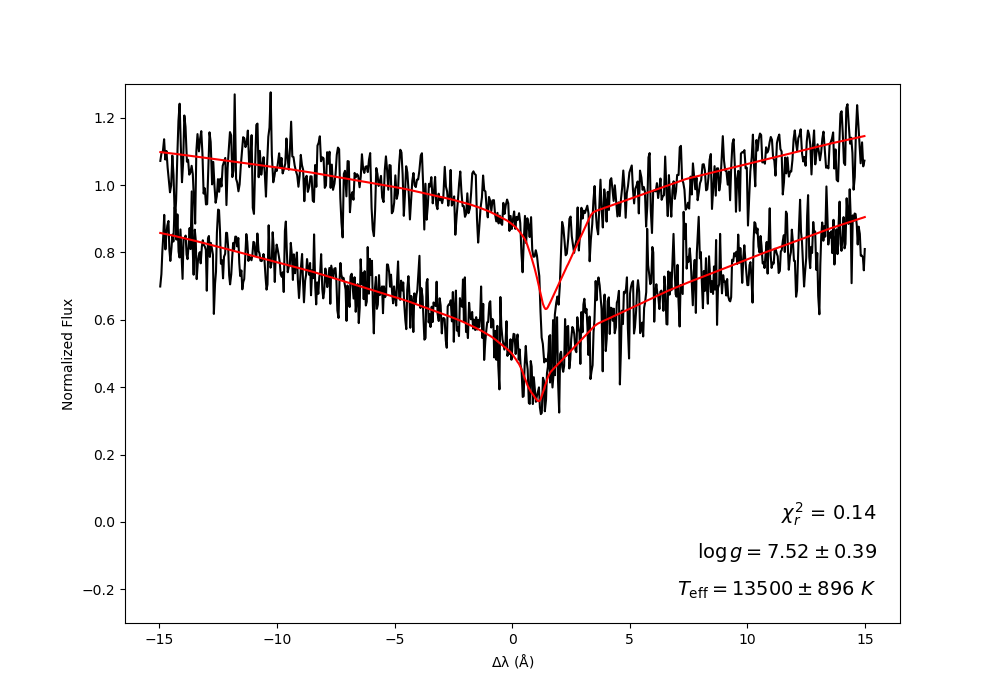 1.2
1.0
0.8
0.6
0.4
0.2
0.0
−0.2
Normalized Flux
χ²ᵣ = 0.14
log g = 7.52 ± 0.39
T_eff = 13500 ± 896 K
−15 −10 −5 0 5 10 15
Δλ (Å)